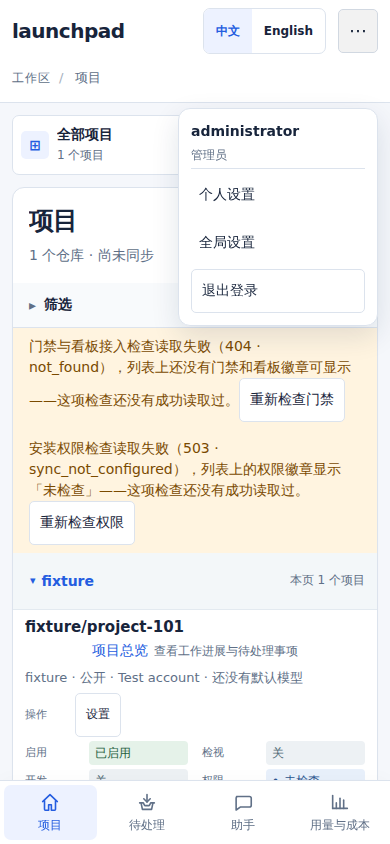 launchpad
中文 English ⋯
工作区 / 项目
全部项目
1 个项目
administrator
管理员
个人设置
全局设置
退出登录
项目
1 个仓库 · 尚未同步
▸ 筛选
门禁与看板接入检查读取失败（404 ·
not_found），列表上还没有门禁和看板徽章可显示
——这项检查还没有成功读取过。 重新检查门禁
安装权限检查读取失败（503 ·
sync_not_configured），列表上的权限徽章显示
「未检查」——这项检查还没有成功读取过。
重新检查权限
▾ fixture 本页 1 个项目
fixture/project-101
项目总览 查看工作进展与待处理事项
fixture · 公开 · Test account · 还没有默认模型
操作 设置
启用 已启用 检视 关
开发 关 权限 未检查
项目 待处理 助手 用量与成本